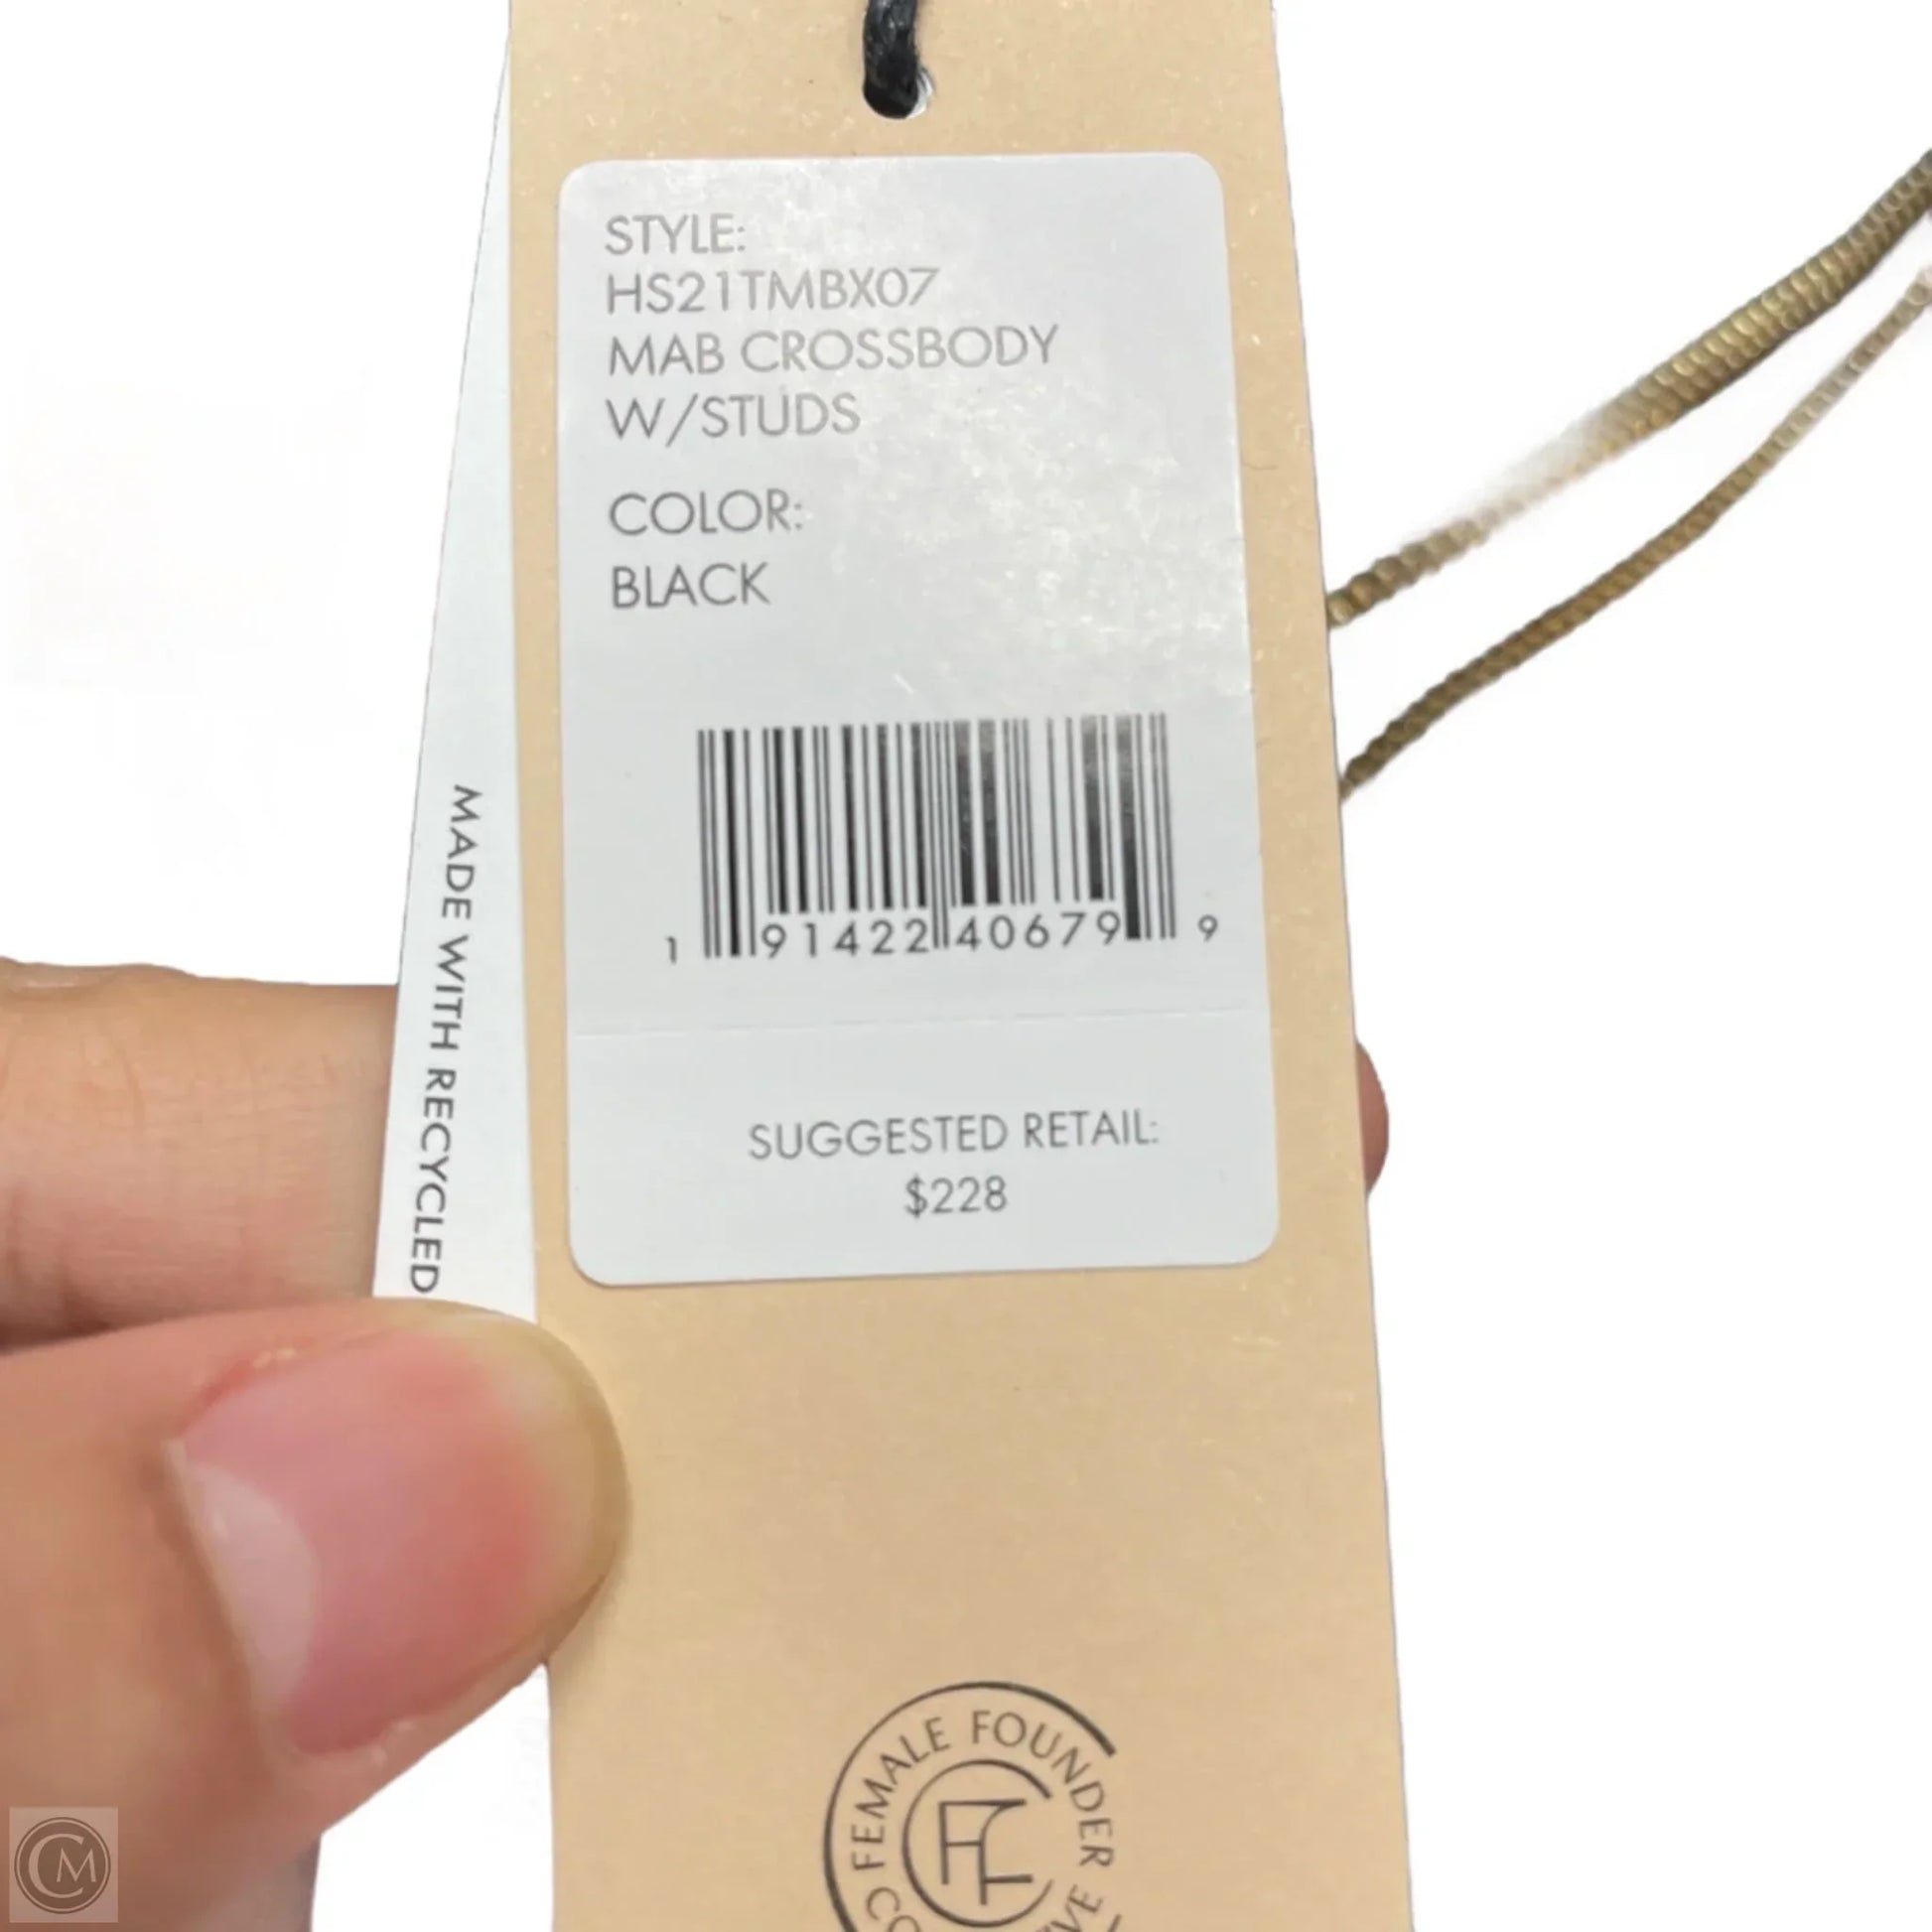 STYLE:
HS21TMBX07
MAB CROSSBODY
W/STUDS
COLOR:
BLACK
1 91422 40679 9
SUGGESTED RETAIL:
$228
MADE WITH RECYCLED
FEMALE FOUNDER
CM